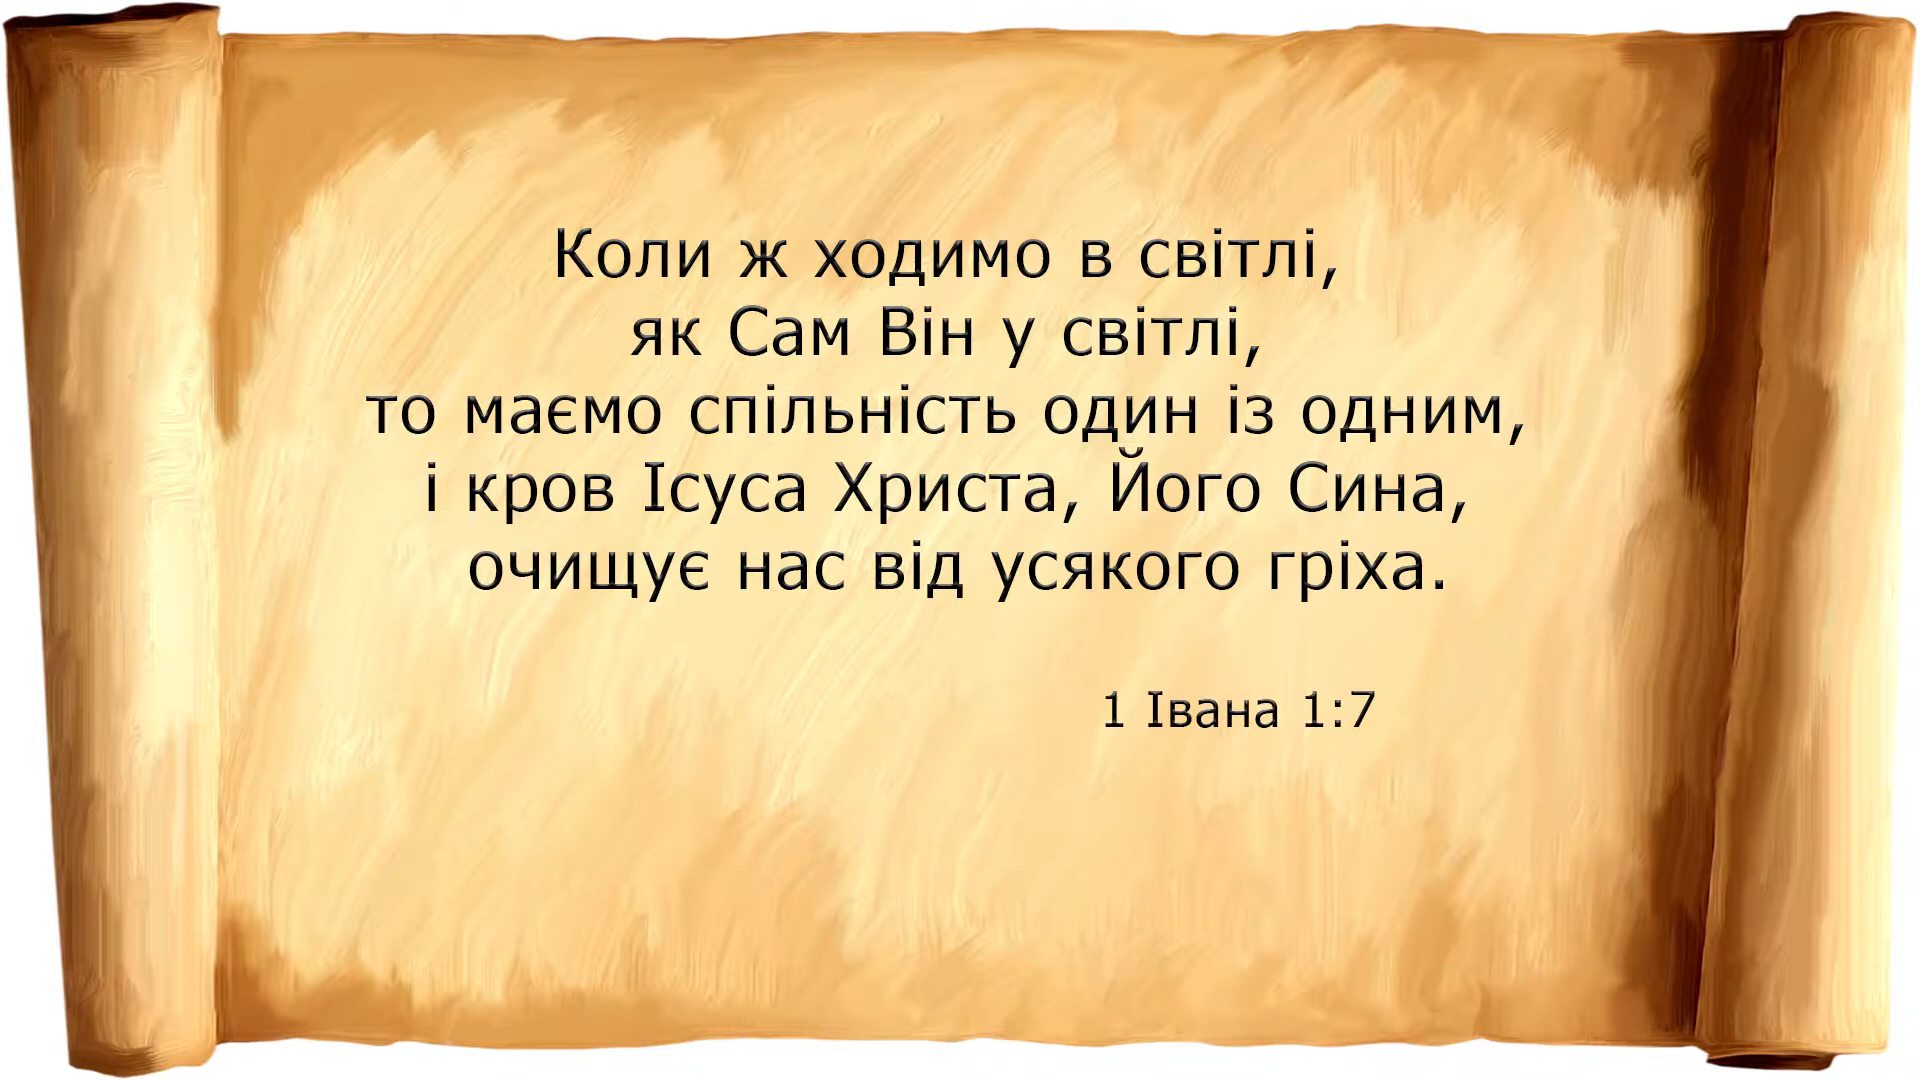 Коли ж ходимо в світлі,
як Сам Він у світлі,
то маємо спільність один із одним,
і кров Ісуса Христа, Його Сина,
очищує нас від усякого гріха.
1 Івана 1:7